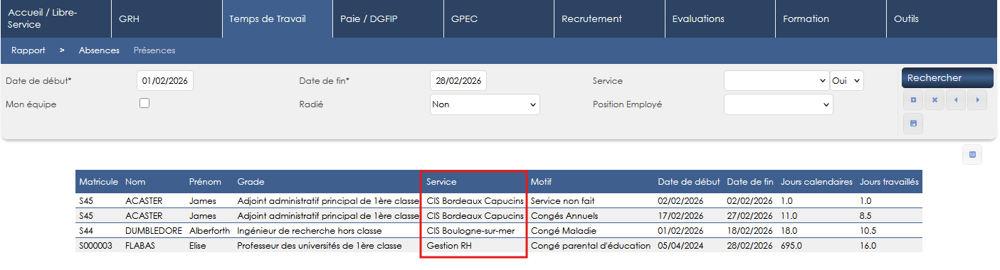 Accueil / Libre-Service GRH Temps de Travail Paie / DGFIP GPEC Recrutement Evaluations Formation Outils
Rapport > Absences Présences
Date de début* 01/02/2026 Date de fin* 28/02/2026 Service Oui Rechercher
Mon équipe Radié Non Position Employé
Matricule Nom Prénom Grade Service Motif Date de début Date de fin Jours calendaires Jours travaillés
S45 ACASTER James Adjoint administratif principal de 1ère classe CIS Bordeaux Capucins Service non fait 02/02/2026 02/02/2026 1.0 1.0
S45 ACASTER James Adjoint administratif principal de 1ère classe CIS Bordeaux Capucins Congés Annuels 17/02/2026 27/02/2026 11.0 8.5
S44 DUMBLEDORE Alberforth Ingénieur de recherche hors classe CIS Boulogne-sur-mer Congé Maladie 01/02/2026 18/02/2026 18.0 10.5
S000003 FLABAS Elise Professeur des universités de 1ère classe Gestion RH Congé parental d'éducation 05/04/2024 28/02/2026 695.0 16.0